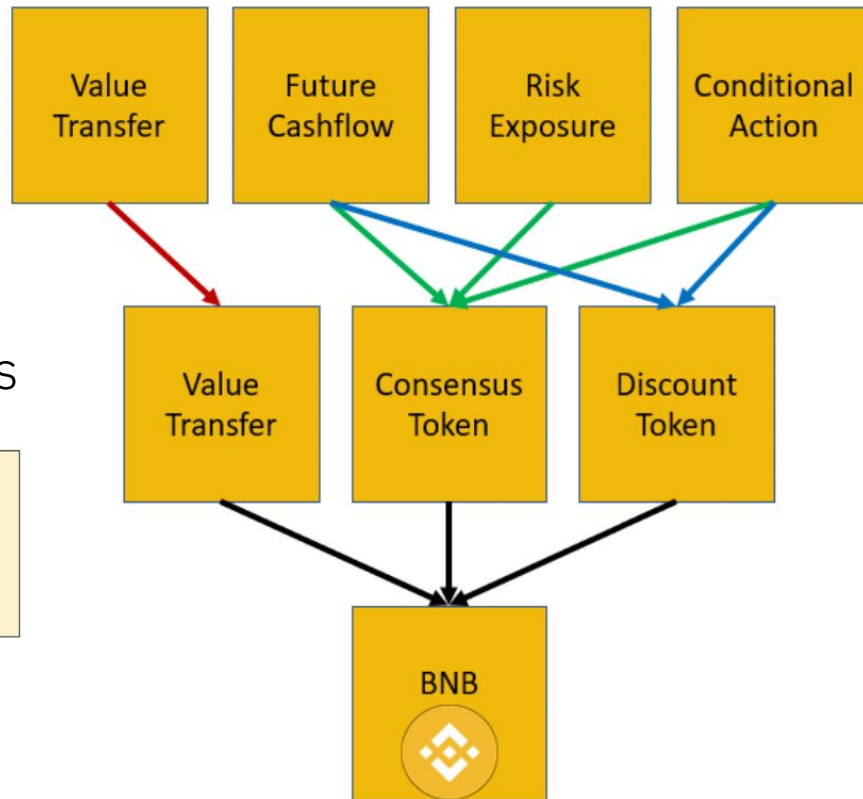 Value
Transfer
Future
Cashflow
Risk
Exposure
Conditional
Action
s
Value
Transfer
Consensus
Token
Discount
Token
BNB